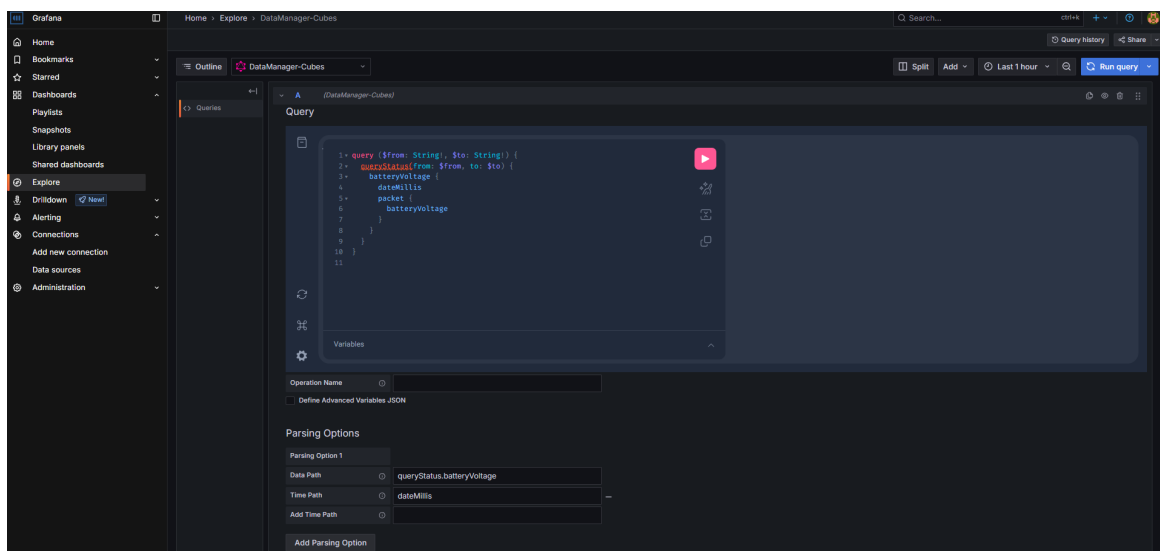 Grafana
Home › Explore › DataManager-Cubes
Search...
ctrl+k
Home
Bookmarks
Starred
Dashboards
Playlists
Snapshots
Library panels
Shared dashboards
Explore
Drilldown New!
Alerting
Connections
Add new connection
Data sources
Administration
Query history
Share
Outline
DataManager-Cubes
Split
Add
Last 1 hour
Run query
Queries
A (DataManager-Cubes)
Query
1 query ($from: String!, $to: String!) {
2 queryStatus(from: $from, to: $to) {
3 batteryVoltage {
4 dateMillis
5 packet {
6 batteryVoltage
7 }
8 }
9 }
10 }
11
Variables
Operation Name
Define Advanced Variables JSON
Parsing Options
Parsing Option 1
Data Path queryStatus.batteryVoltage
Time Path dateMillis
Add Time Path
Add Parsing Option